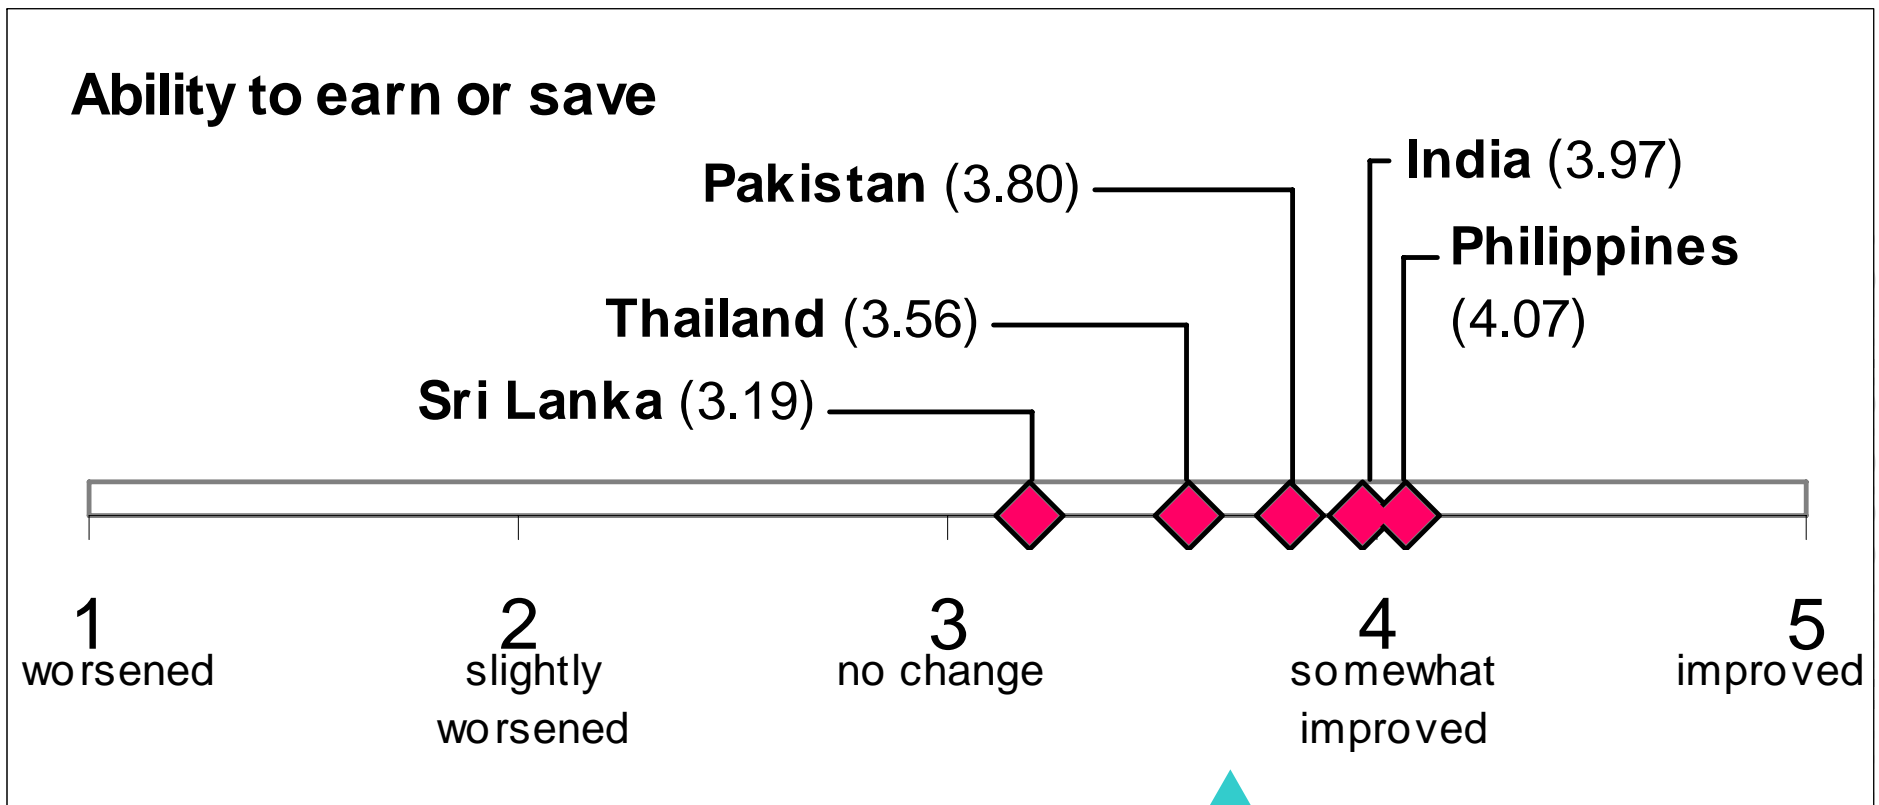 Ability to earn or save
India (3.97)
Pakistan (3.80)
Philippines
(4.07)
Thailand (3.56)
Sri Lanka (3.19)
1 2 3 4 5
worsened slightly no change somewhat improved
worsened improved